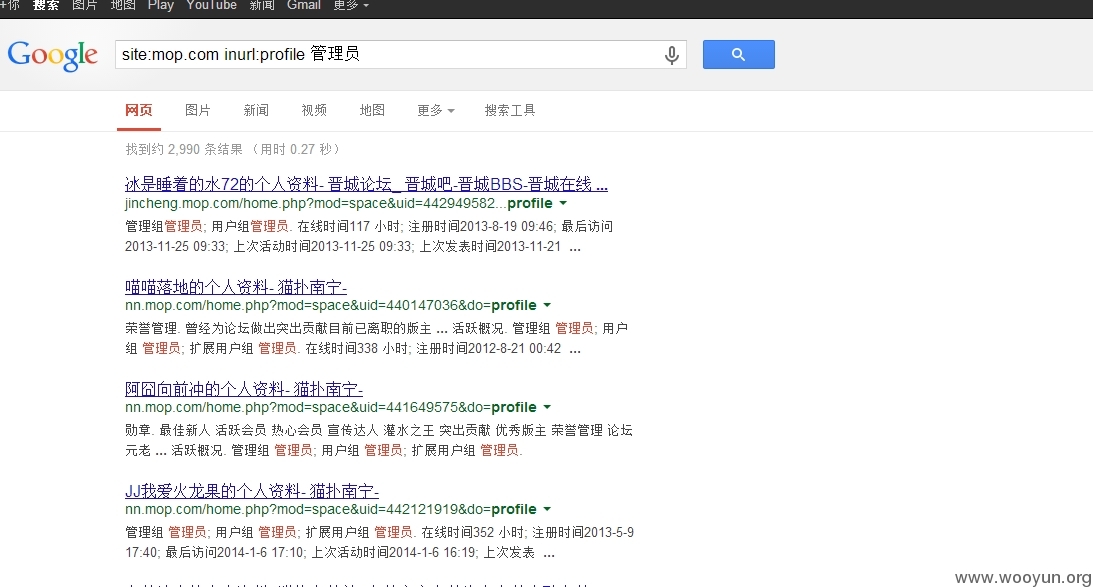 +你 搜索 图片 地图 Play YouTube 新闻 Gmail 更多
Google
site:mop.com inurl:profile 管理员
网页 图片 新闻 视频 地图 更多 搜索工具
找到约 2,990 条结果 （用时 0.27 秒）
冰是睡着的水72的个人资料- 晋城论坛_ 晋城吧-晋城BBS-晋城在线 ...
jincheng.mop.com/home.php?mod=space&uid=442949582...profile
管理组管理员; 用户组管理员. 在线时间117 小时; 注册时间2013-8-19 09:46; 最后访问
2013-11-25 09:33; 上次活动时间2013-11-25 09:33; 上次发表时间2013-11-21 ...
喵喵落地的个人资料- 猫扑南宁-
nn.mop.com/home.php?mod=space&uid=440147036&do=profile
荣誉管理. 曾经为论坛做出突出贡献目前已离职的版主 ... 活跃概况. 管理组 管理员; 用户
组 管理员; 扩展用户组 管理员. 在线时间338 小时; 注册时间2012-8-21 00:42 ...
阿囧向前冲的个人资料- 猫扑南宁-
nn.mop.com/home.php?mod=space&uid=441649575&do=profile
勋章. 最佳新人 活跃会员 热心会员 宣传达人 灌水之王 突出贡献 优秀版主 荣誉管理 论坛
元老 ... 活跃概况. 管理组 管理员; 用户组 管理员; 扩展用户组 管理员.
JJ我爱火龙果的个人资料- 猫扑南宁-
nn.mop.com/home.php?mod=space&uid=442121919&do=profile
管理组 管理员; 用户组 管理员; 扩展用户组 管理员. 在线时间352 小时; 注册时间2013-5-9
17:40; 最后访问2014-1-6 17:10; 上次活动时间2014-1-6 16:19; 上次发表 ...
www.wooyun.org